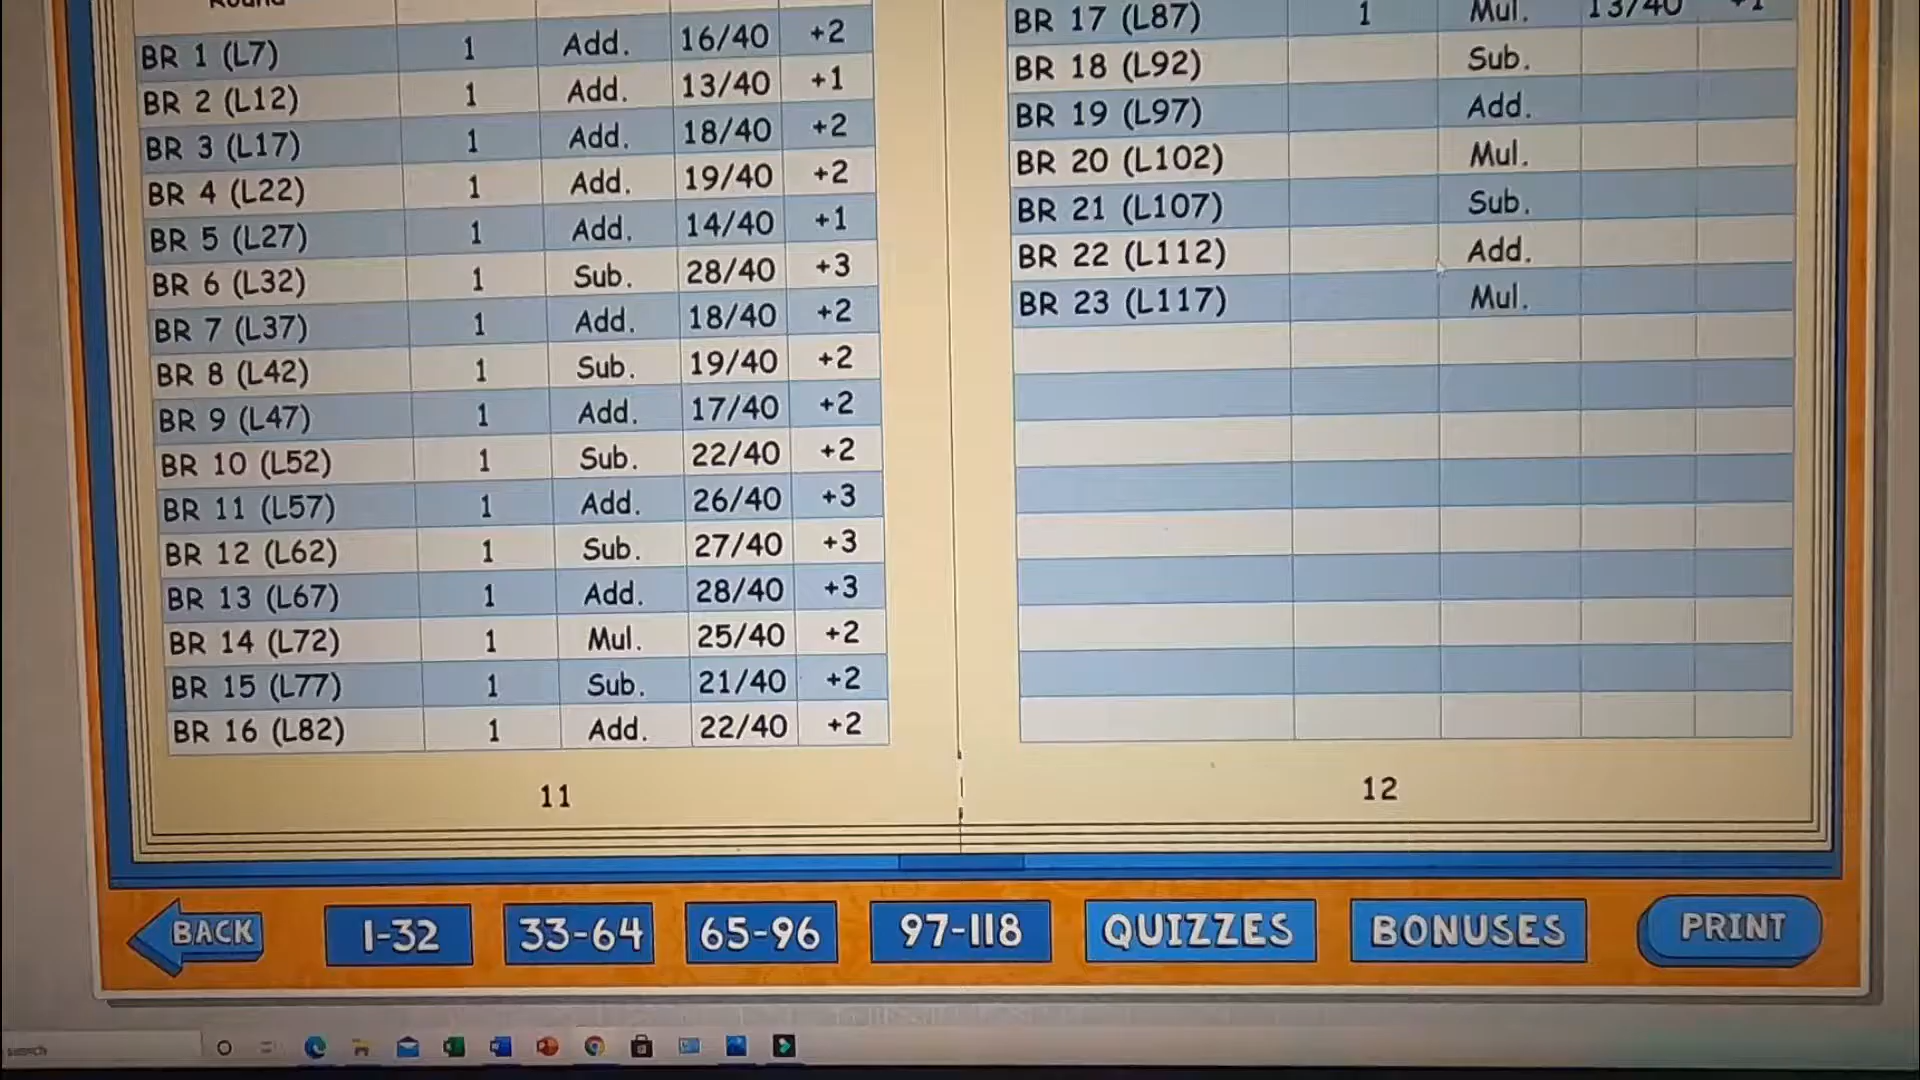 Round
BR 1 (L7) 1 Add. 16/40 +2
BR 2 (L12) 1 Add. 13/40 +1
BR 3 (L17) 1 Add. 18/40 +2
BR 4 (L22) 1 Add. 19/40 +2
BR 5 (L27) 1 Add. 14/40 +1
BR 6 (L32) 1 Sub. 28/40 +3
BR 7 (L37) 1 Add. 18/40 +2
BR 8 (L42) 1 Sub. 19/40 +2
BR 9 (L47) 1 Add. 17/40 +2
BR 10 (L52) 1 Sub. 22/40 +2
BR 11 (L57) 1 Add. 26/40 +3
BR 12 (L62) 1 Sub. 27/40 +3
BR 13 (L67) 1 Add. 28/40 +3
BR 14 (L72) 1 Mul. 25/40 +2
BR 15 (L77) 1 Sub. 21/40 +2
BR 16 (L82) 1 Add. 22/40 +2
11
BR 17 (L87) 1 Mul. 13/40 +1
BR 18 (L92) Sub.
BR 19 (L97) Add.
BR 20 (L102) Mul.
BR 21 (L107) Sub.
BR 22 (L112) Add.
BR 23 (L117) Mul.
12
BACK 1-32 33-64 65-96 97-118 QUIZZES BONUSES PRINT
search